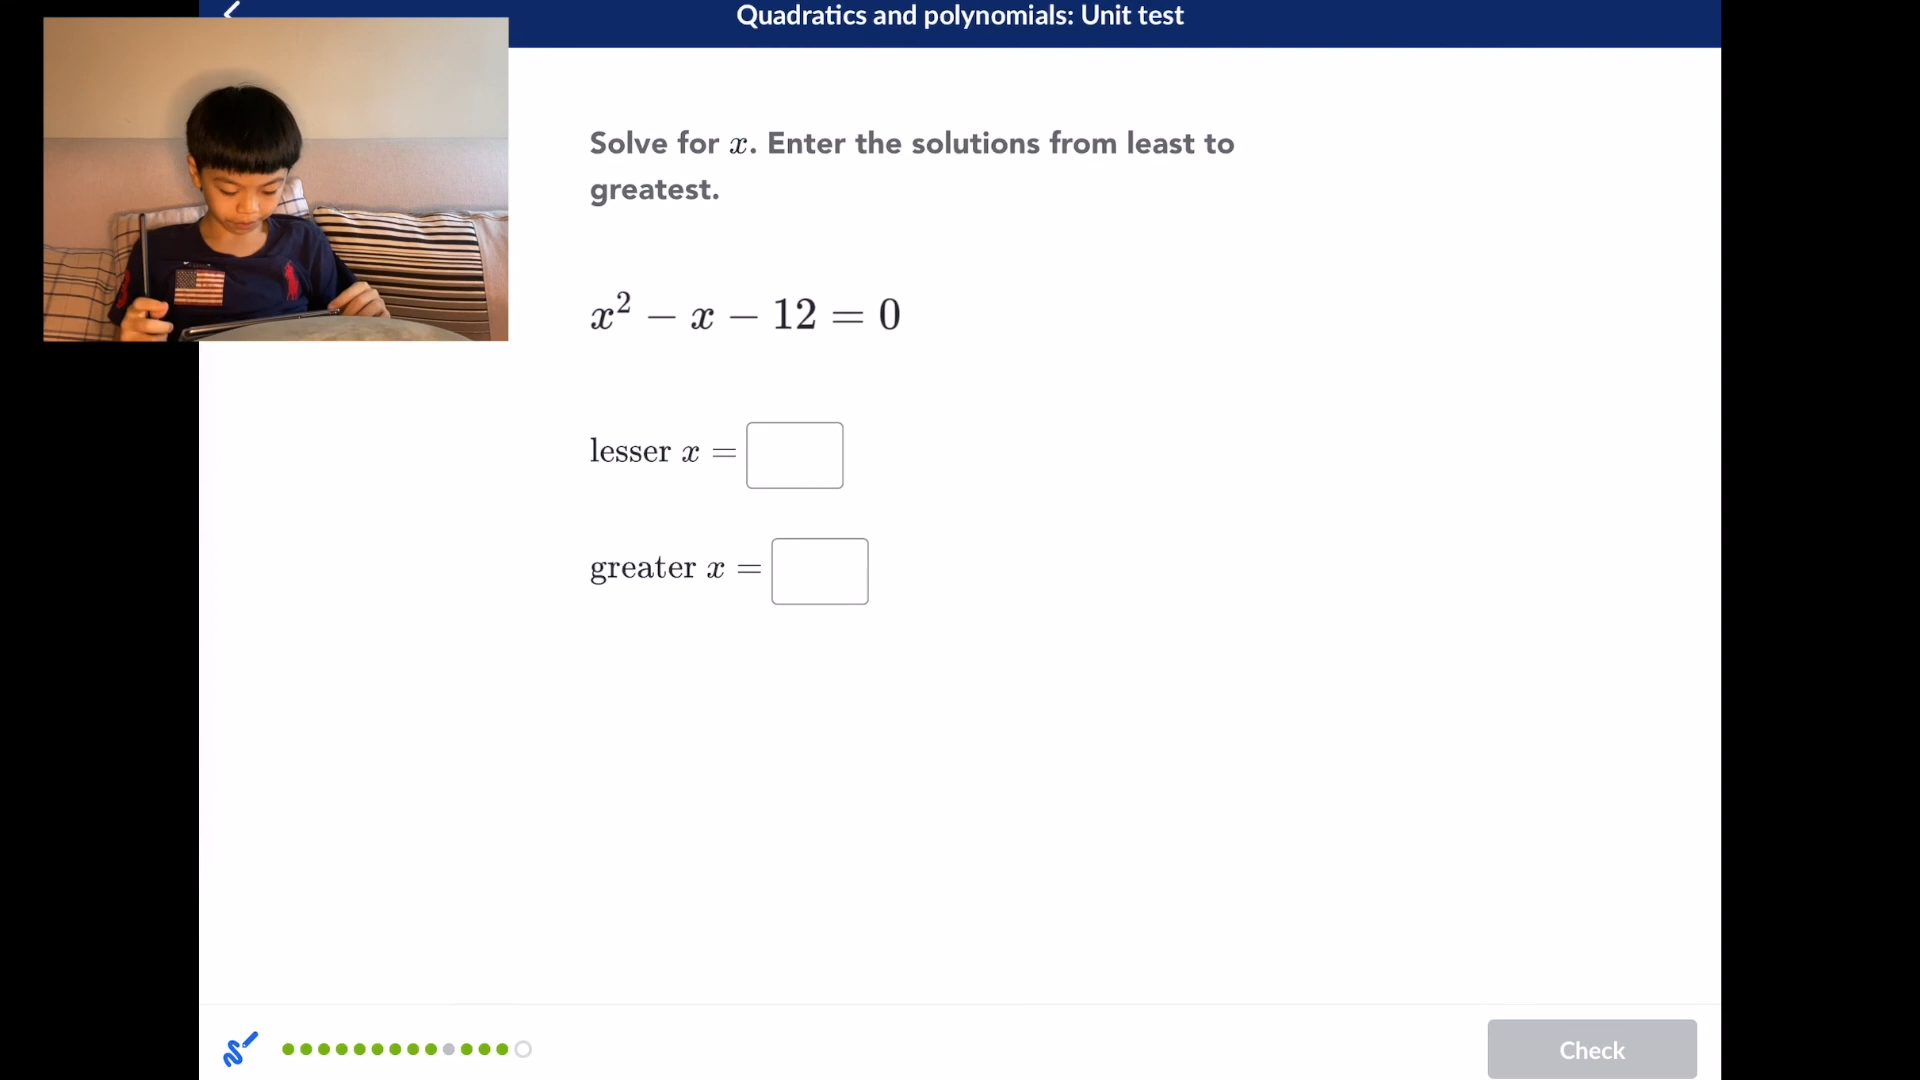 Quadratics and polynomials: Unit test
Solve for x. Enter the solutions from least to
greatest.
x² − x − 12 = 0
lesser x =
greater x =
Check